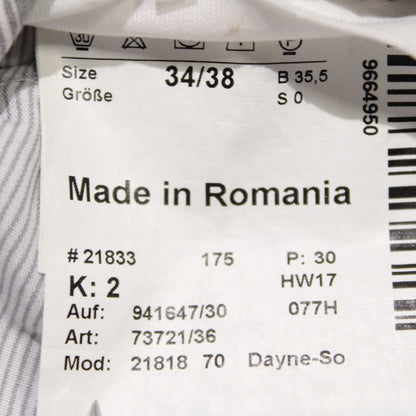 30
Size 34/38 B 35,5
Größe S 0
9664950
Made in Romania
# 21833 175 P: 30
K: 2 HW17
Auf: 941647/30 077H
Art: 73721/36
Mod: 21818 70 Dayne-So